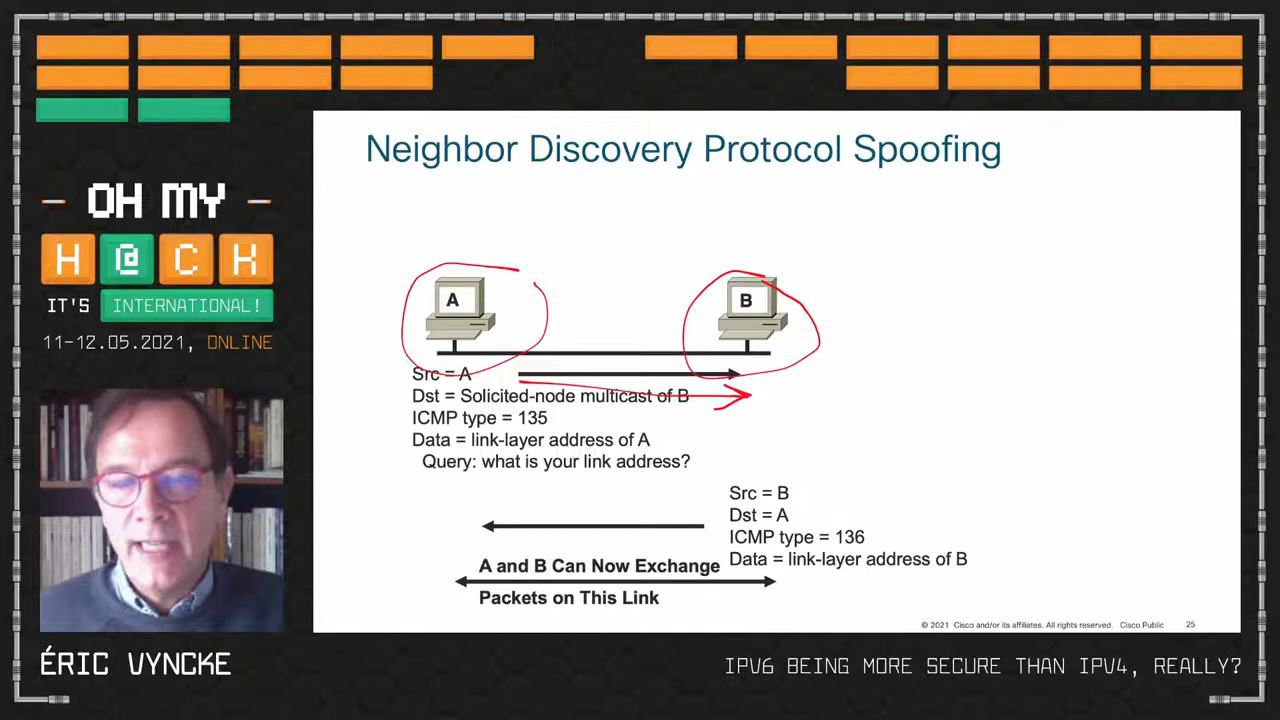 OH MY
H@CK
IT'S INTERNATIONAL!
11-12.05.2021, ONLINE
Neighbor Discovery Protocol Spoofing
A
B
Src = A
Dst = Solicited-node multicast of B
ICMP type = 135
Data = link-layer address of A
Query: what is your link address?
Src = B
Dst = A
ICMP type = 136
Data = link-layer address of B
A and B Can Now Exchange
Packets on This Link
© 2021 Cisco and/or its affiliates. All rights reserved. Cisco Public 25
ÉRIC VYNCKE
IPV6 BEING MORE SECURE THAN IPV4, REALLY?